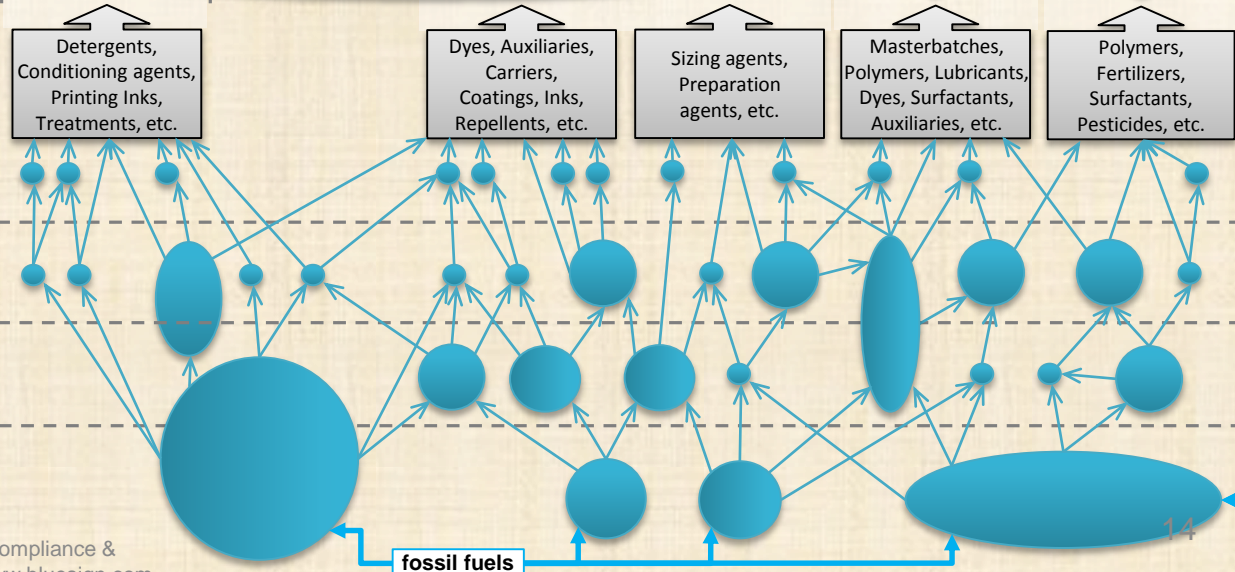 Detergents,
Conditioning agents,
Printing Inks,
Treatments, etc.
Dyes, Auxiliaries,
Carriers,
Coatings, Inks,
Repellents, etc.
Sizing agents,
Preparation
agents, etc.
Masterbatches,
Polymers, Lubricants,
Dyes, Surfactants,
Auxiliaries, etc.
Polymers,
Fertilizers,
Surfactants,
Pesticides, etc.
14
ompliance &
fossil fuels